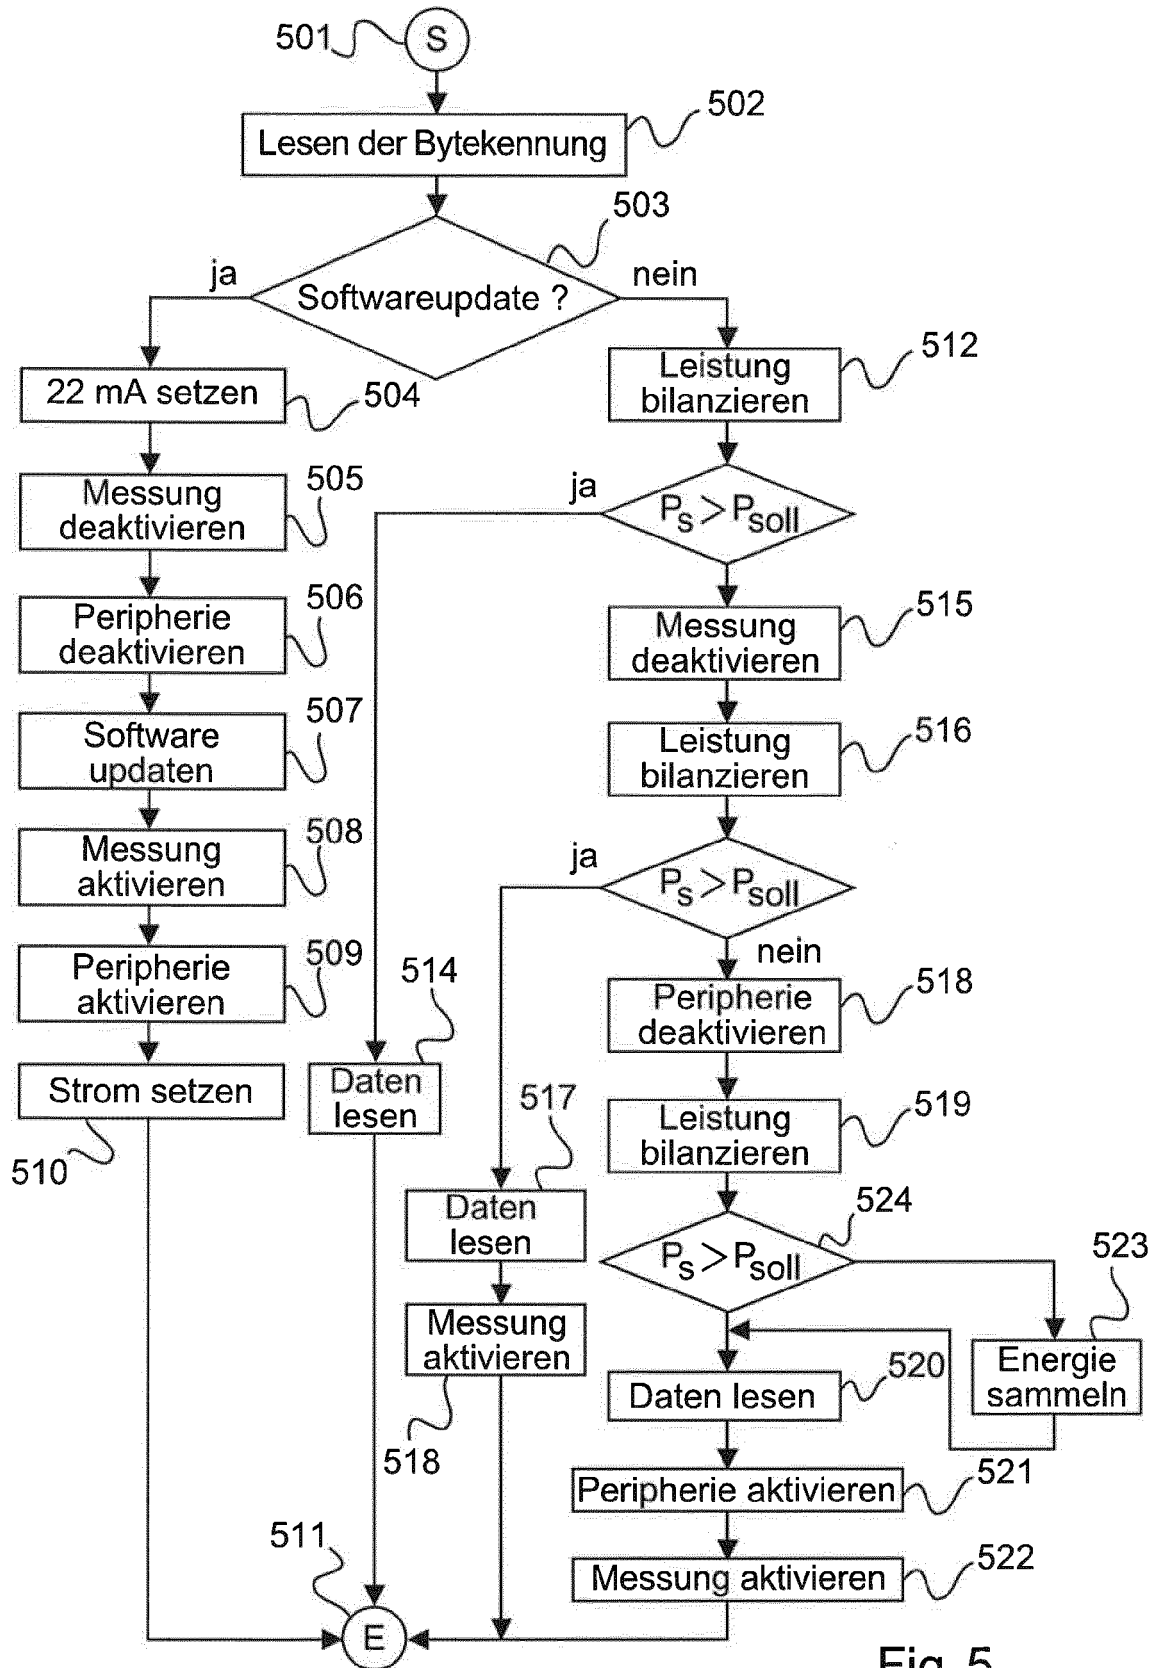 501
S
502
Lesen der Bytekennung
503
ja
Softwareupdate ?
nein
22 mA setzen
504
Leistung
bilanzieren
512
Messung
deaktivieren
505
ja
Ps > Psoll
Peripherie
deaktivieren
506
Messung
deaktivieren
515
Software
updaten
507
Leistung
bilanzieren
516
Messung
aktivieren
508
ja
Ps > Psoll
nein
Peripherie
aktivieren
509
514
Peripherie
deaktivieren
518
Strom setzen
510
Daten
lesen
517
Leistung
bilanzieren
519
Daten
lesen
524
Ps > Psoll
523
Energie
sammeln
Messung
aktivieren
518
520
Daten lesen
Peripherie aktivieren
521
511
Messung aktivieren
522
E
Fig. 5